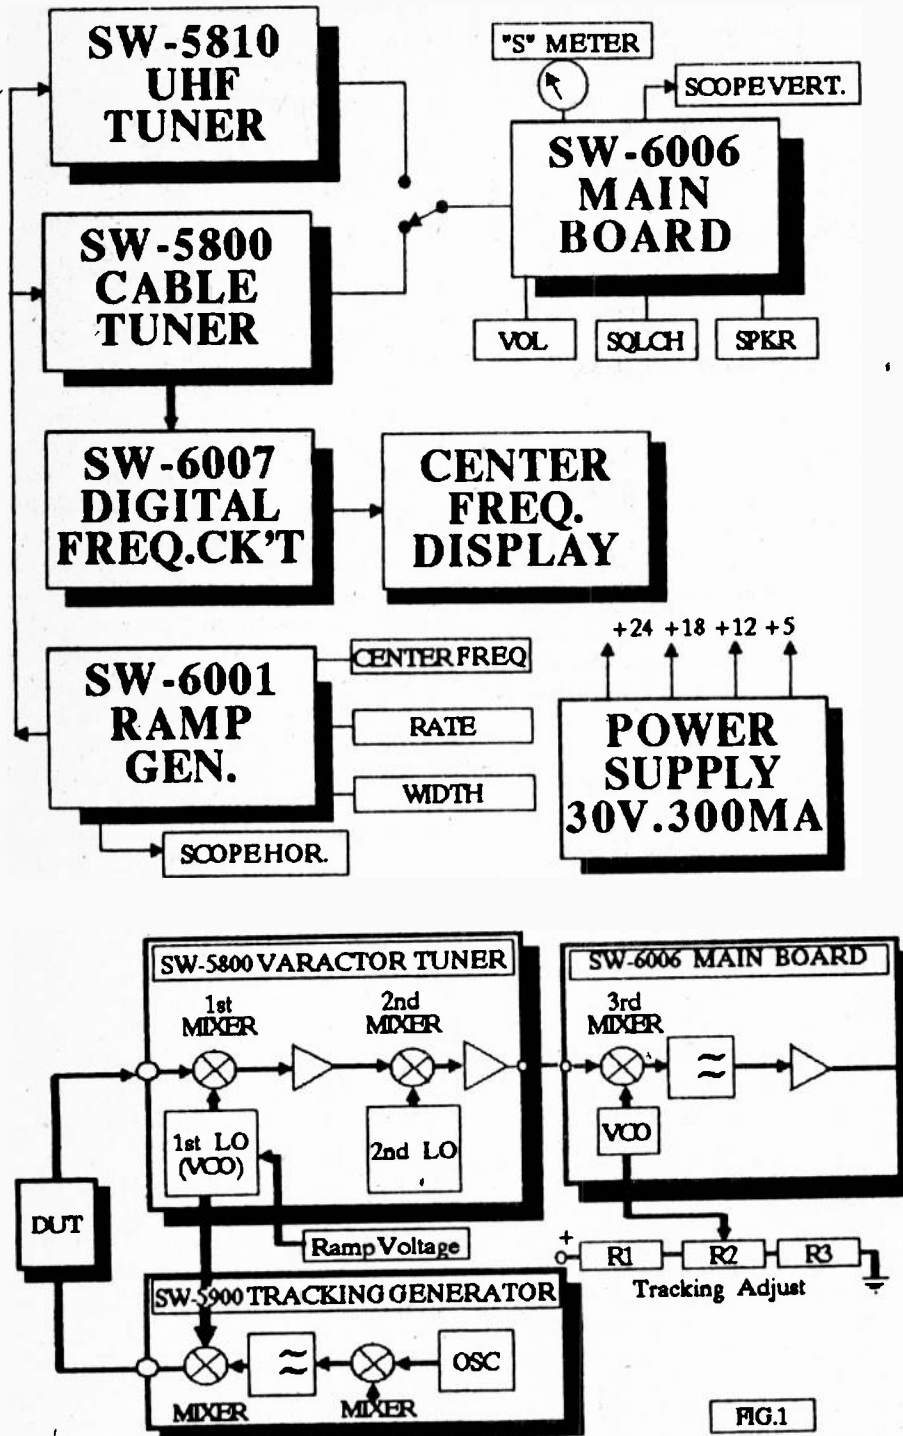 SW-5810
UHF
TUNER
"S" METER
SCOPE VERT.
SW-6006
MAIN
BOARD
SW-5800
CABLE
TUNER
VOL
SQLCH
SPKR
SW-6007
DIGITAL
FREQ.CK'T
CENTER
FREQ.
DISPLAY
SW-6001
RAMP
GEN.
CENTER FREQ
RATE
WIDTH
SCOPE HOR.
+24 +18 +12 +5
POWER
SUPPLY
30V.300MA
SW-5800 VARACTOR TUNER
1st
MIXER
2nd
MIXER
1st LO
(VCO)
2nd LO
SW-6006 MAIN BOARD
3rd
MIXER
≈
VCO
DUT
Ramp Voltage
+
R1
R2
R3
Tracking Adjust
SW-5900 TRACKING GENERATOR
≈
OSC
MIXER
MIXER
FIG.1